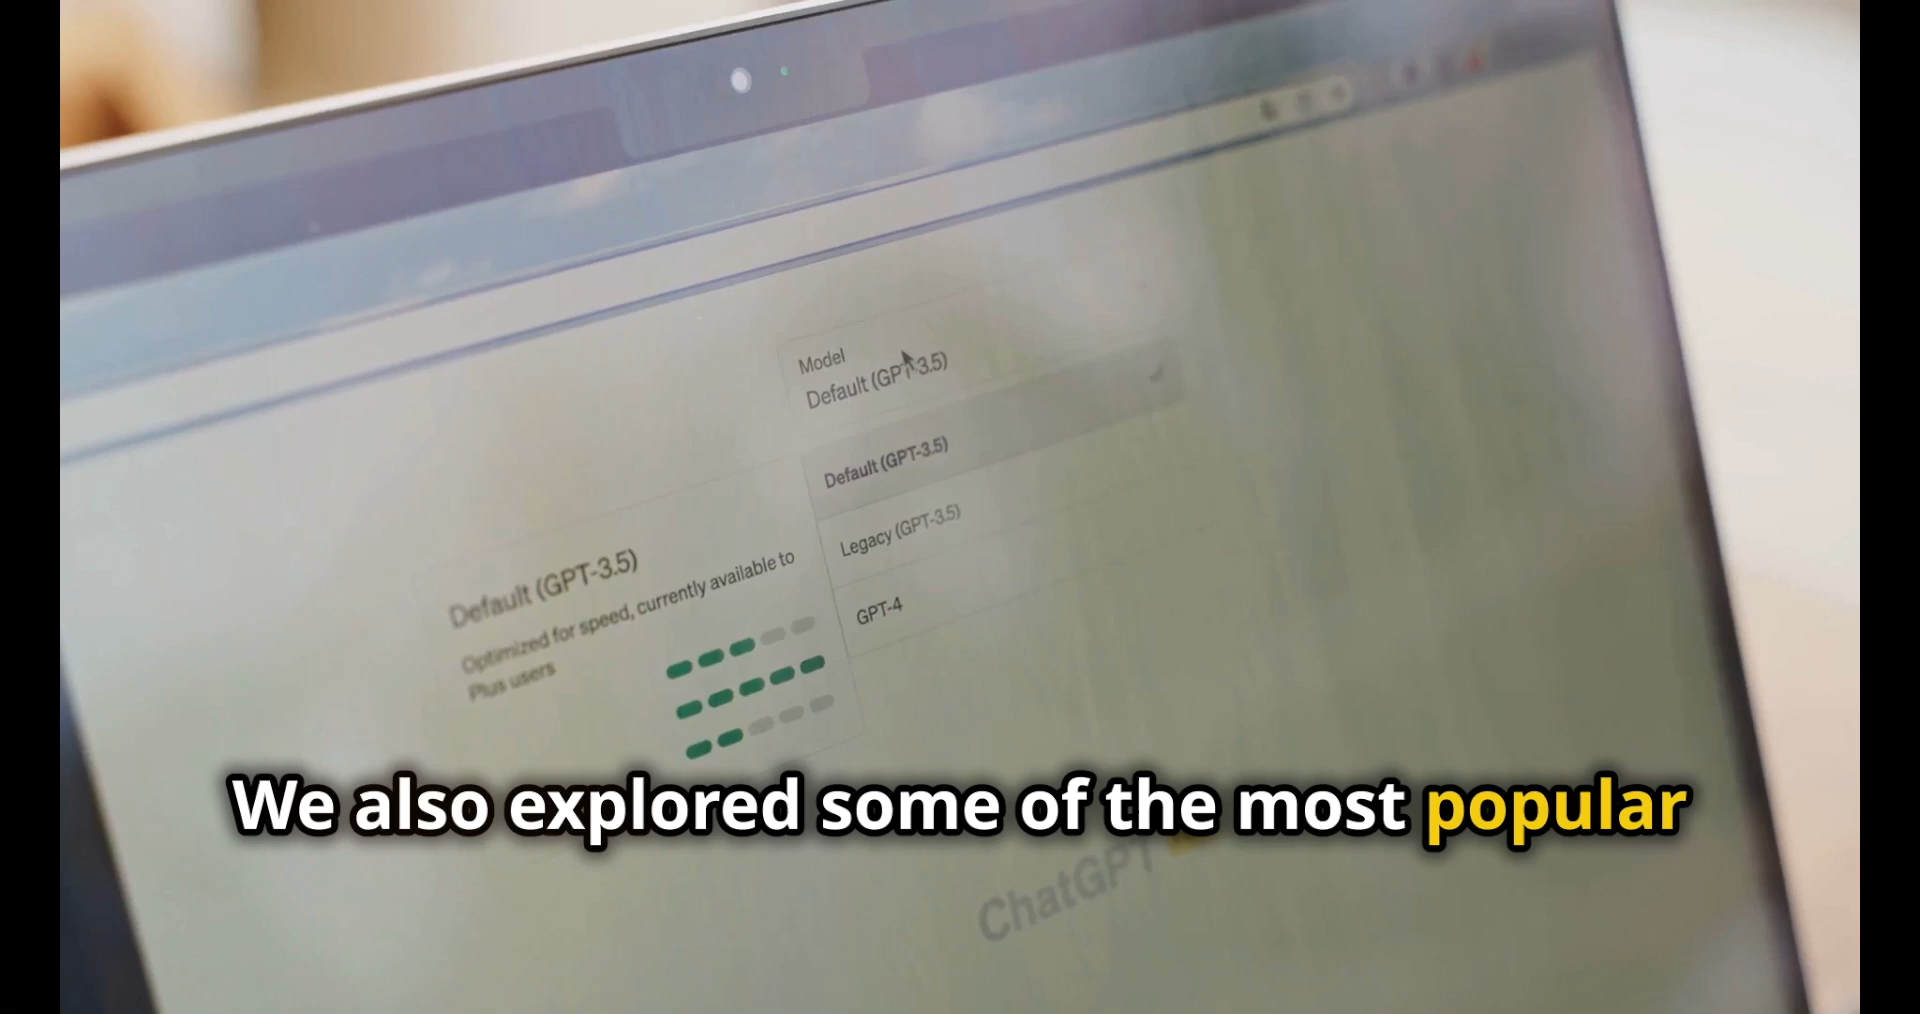 Model
Default (GPT-3.5)
Default (GPT-3.5)
Legacy (GPT-3.5)
GPT-4
Default (GPT-3.5)
Optimized for speed, currently available to
Plus users
We also explored some of the most popular
ChatGPT